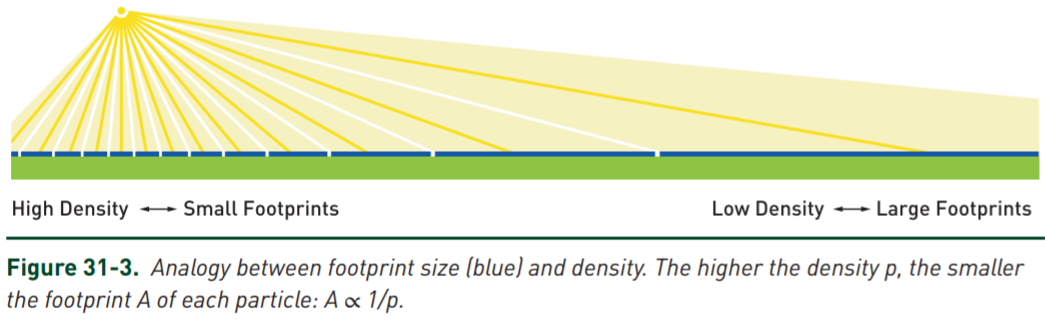 High Density ⟷ Small Footprints
Low Density ⟷ Large Footprints
Figure 31-3. Analogy between footprint size (blue) and density. The higher the density p, the smaller
the footprint A of each particle: A ∝ 1/p.